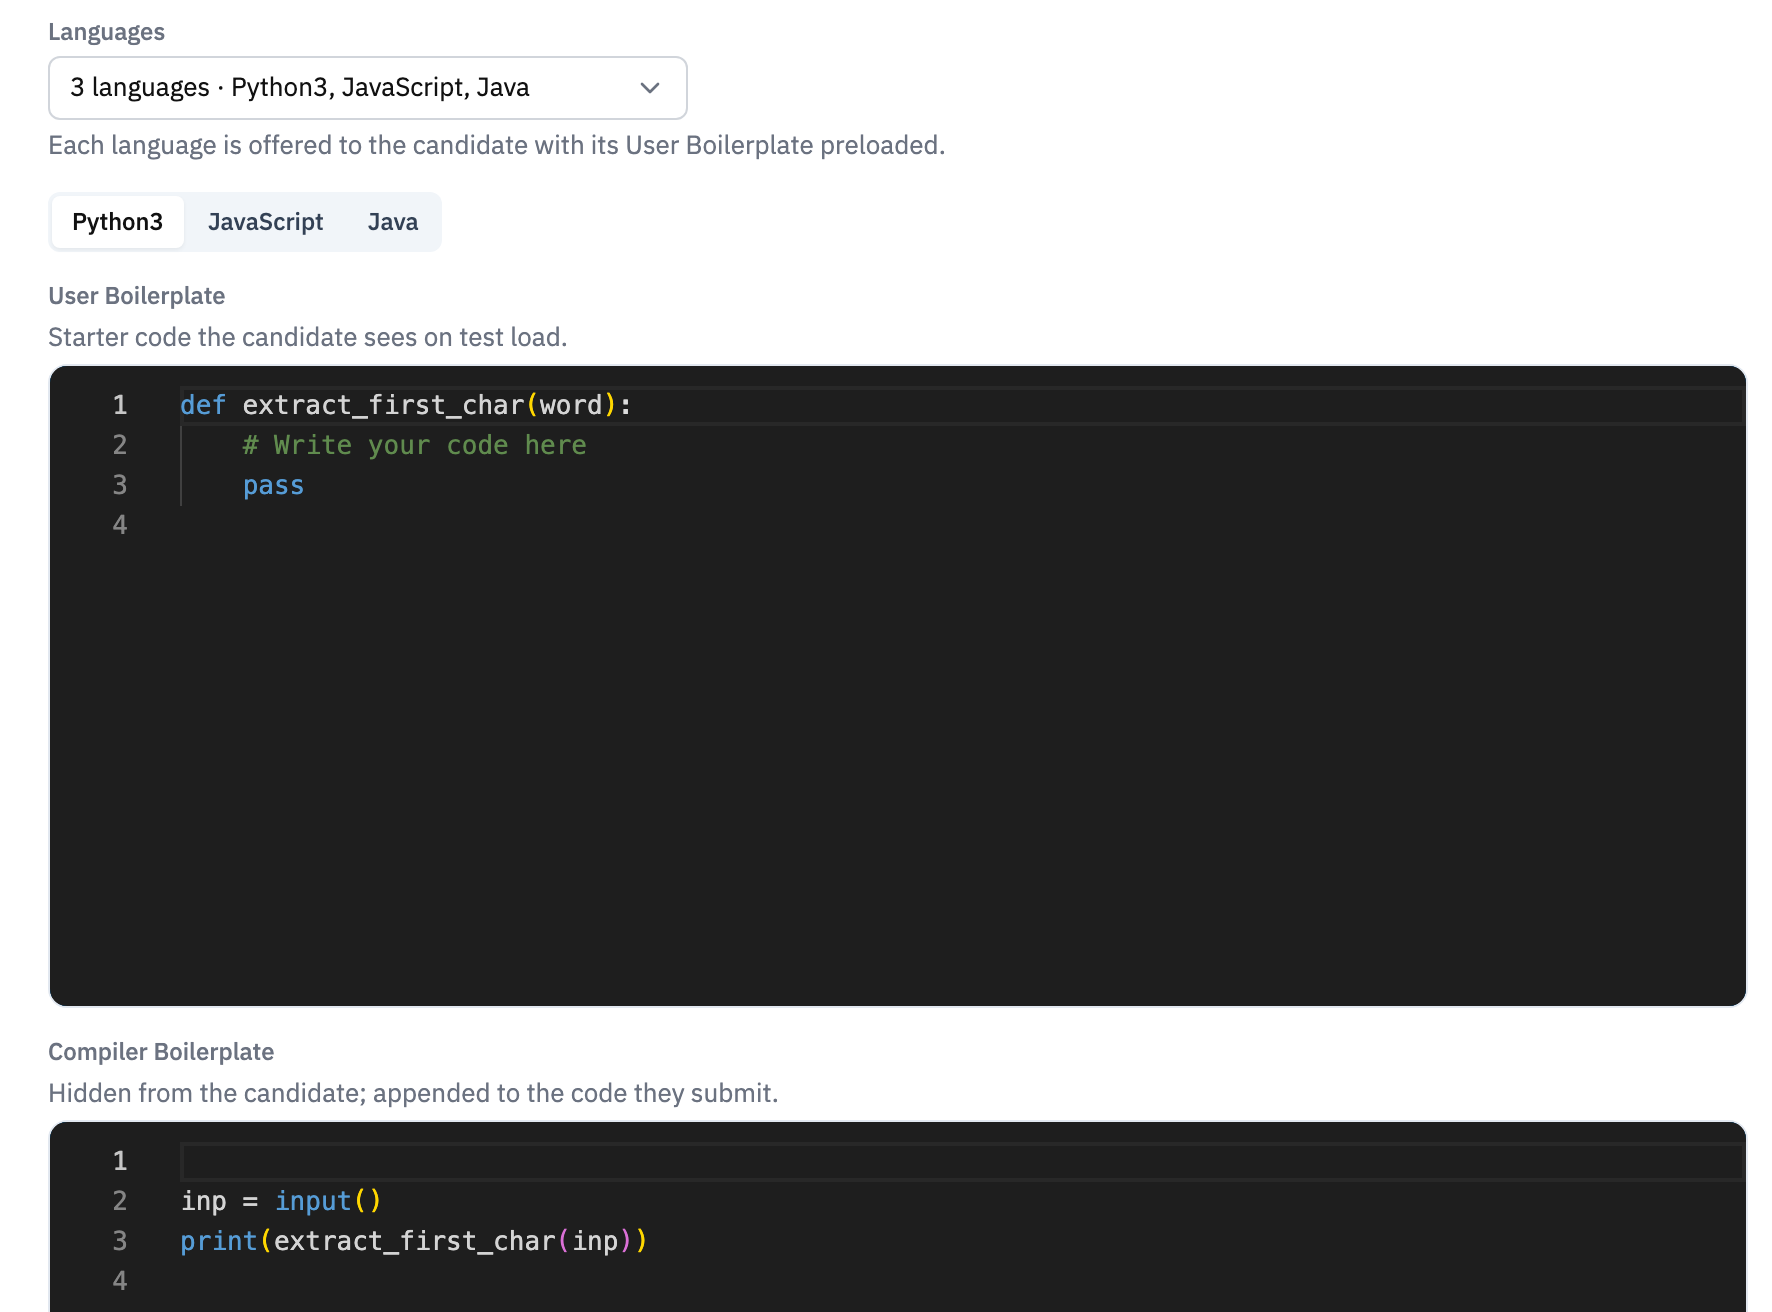 Languages
3 languages · Python3, JavaScript, Java
Each language is offered to the candidate with its User Boilerplate preloaded.
Python3 JavaScript Java
User Boilerplate
Starter code the candidate sees on test load.
1 def extract_first_char(word):
2     # Write your code here
3     pass
4
Compiler Boilerplate
Hidden from the candidate; appended to the code they submit.
1
2 inp = input()
3 print(extract_first_char(inp))
4